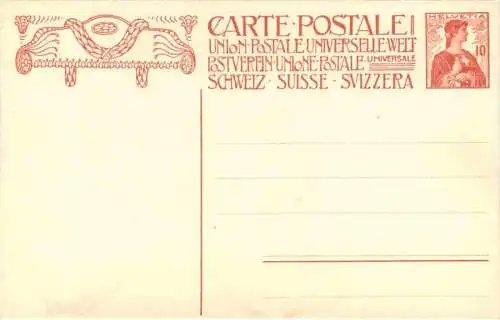 CARTE·POSTALE
UNION·POSTALE UNIVERSELLE·WELT
POSTVEREIN·UNIONE·POSTALE UNIVERSALE
SCHWEIZ·SUISSE·SVIZZERA
HELVETIA
10